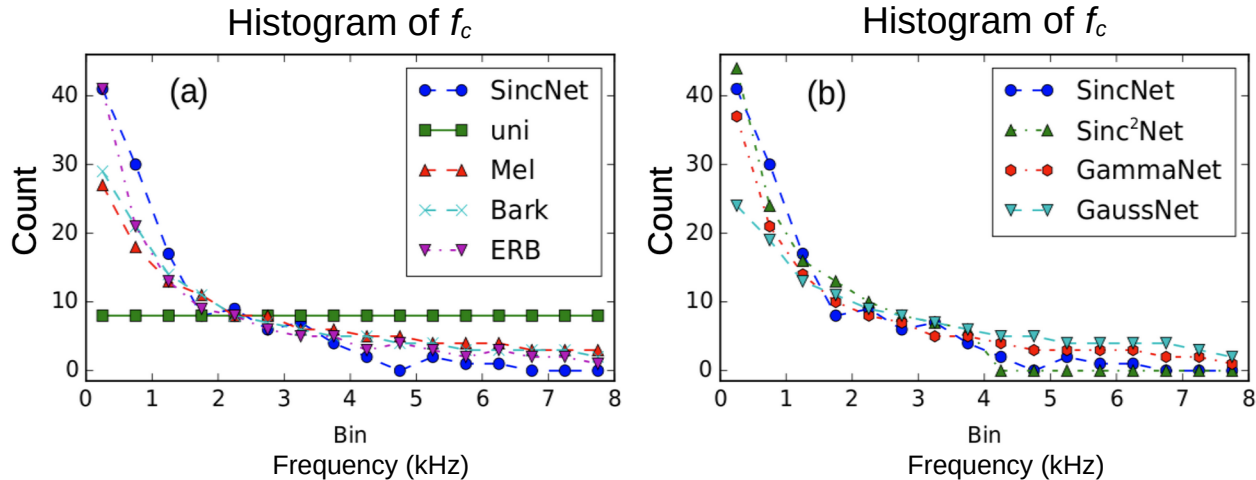 Histogram of f_c
(a)
SincNet
uni
Mel
Bark
ERB
Count
40
30
20
10
0
0 1 2 3 4 5 6 7 8
Bin
Frequency (kHz)
Histogram of f_c
(b)
SincNet
Sinc²Net
GammaNet
GaussNet
Count
40
30
20
10
0
0 1 2 3 4 5 6 7 8
Bin
Frequency (kHz)